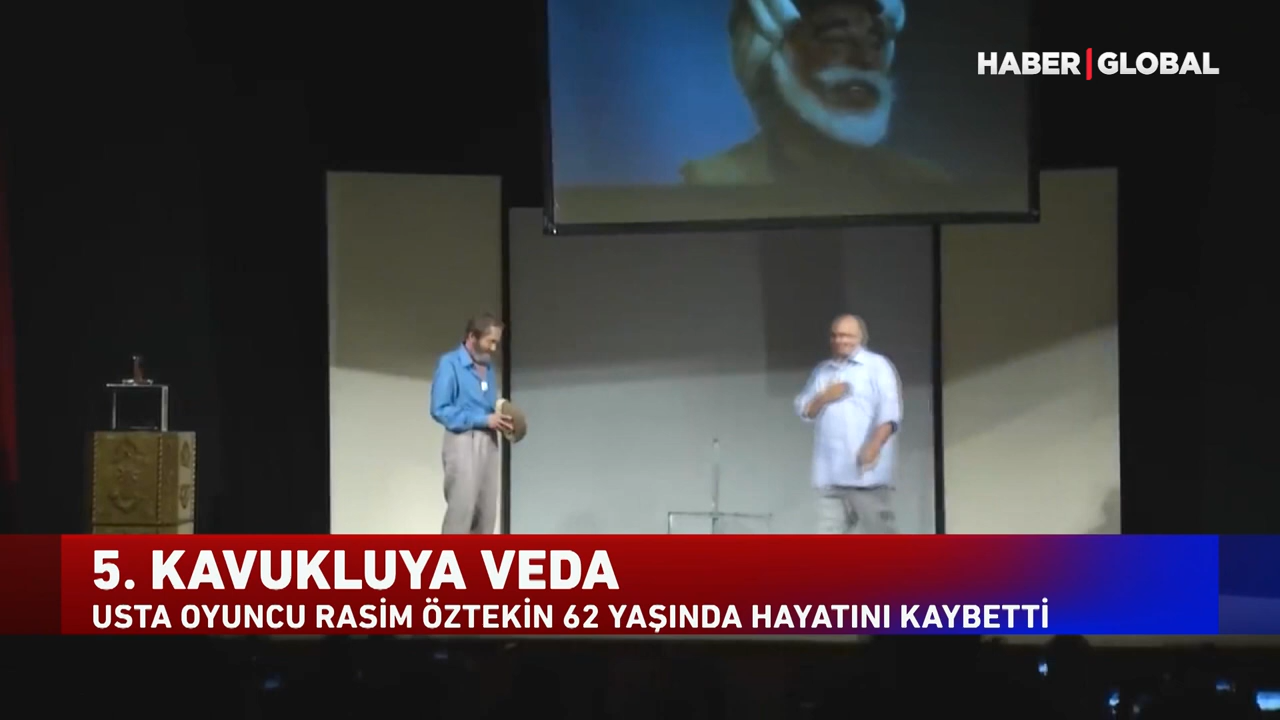 HABER GLOBAL
5. KAVUKLUYA VEDA
USTA OYUNCU RASİM ÖZTEKİN 62 YAŞINDA HAYATINI KAYBETTİ